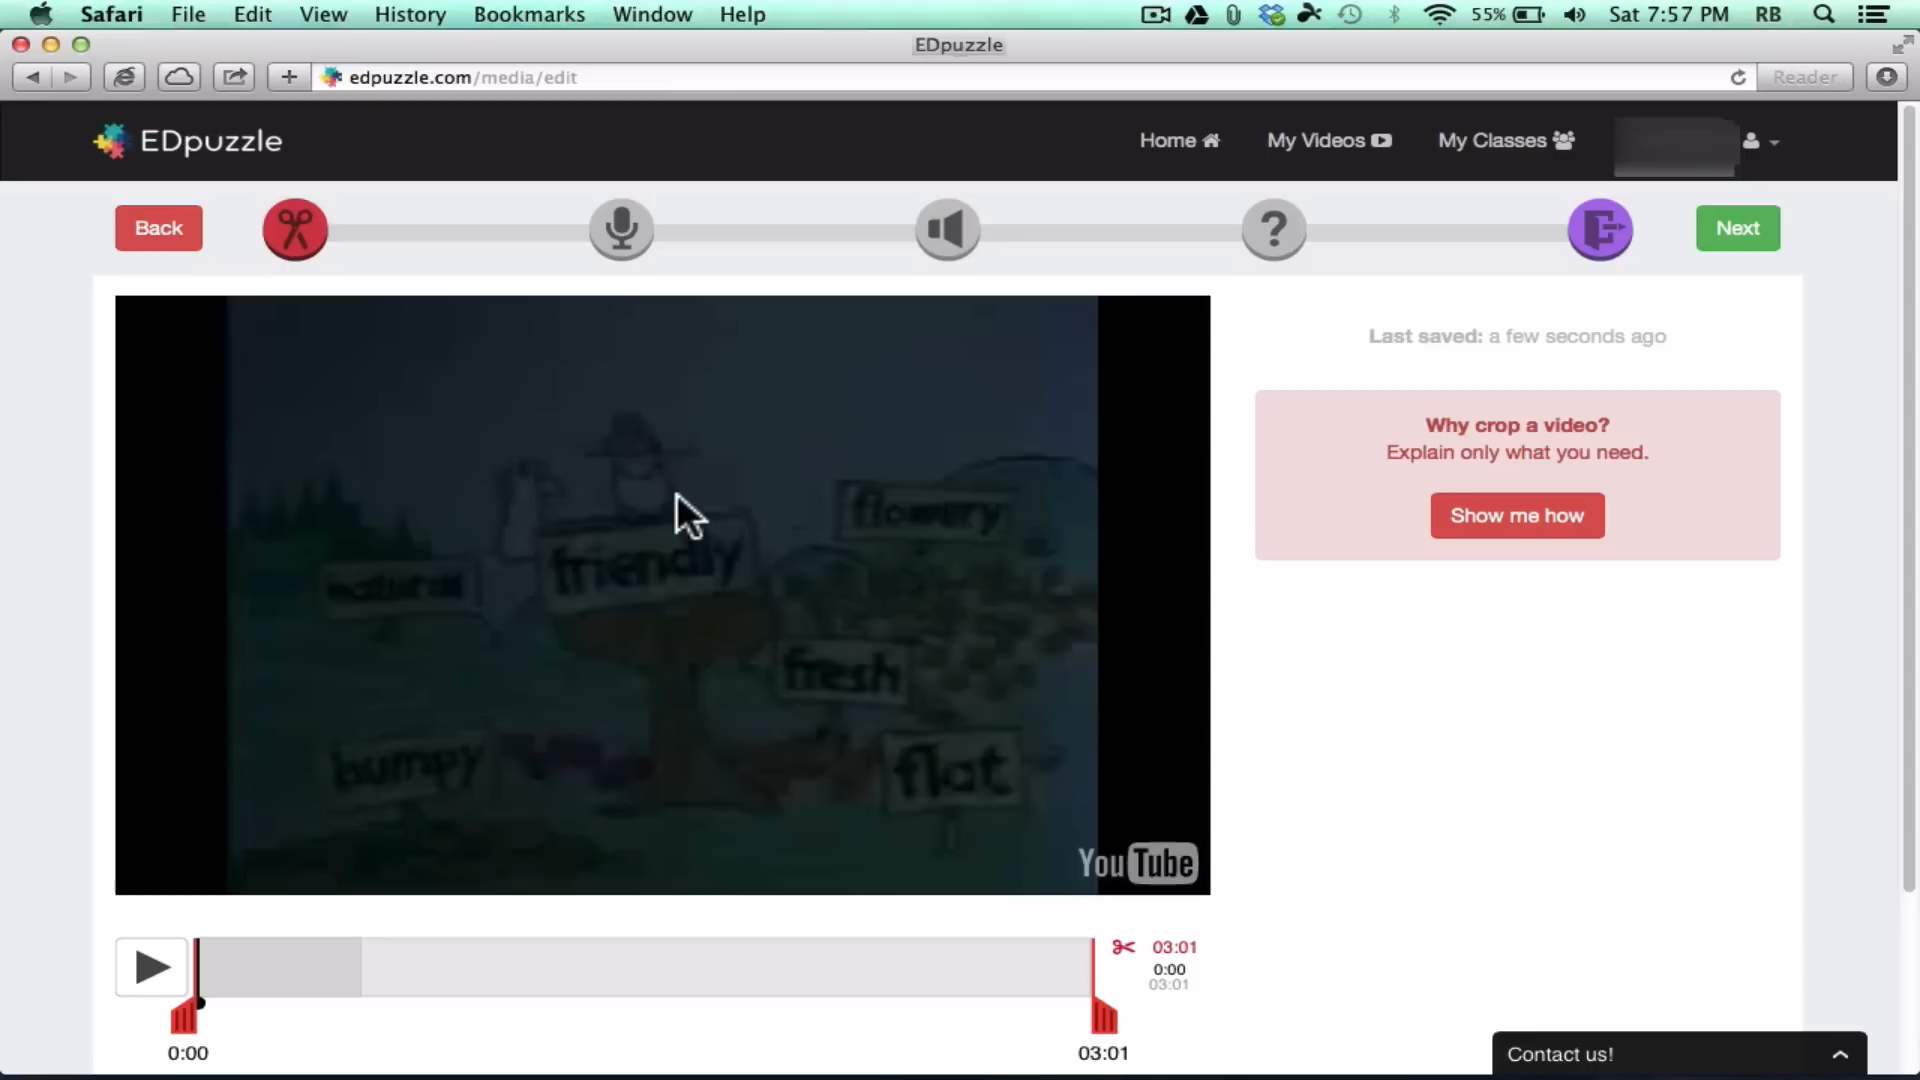 Safari File Edit View History Bookmarks Window Help 55% Sat 7:57 PM RB
EDpuzzle
edpuzzle.com/media/edit Reader
EDpuzzle Home My Videos My Classes
Back ? Next
Last saved: a few seconds ago
Why crop a video?
Explain only what you need.
Show me how
flowery
friendly
natural
fresh
bumpy
flat
YouTube
03:01
0:00
03:01
0:00 03:01
Contact us!